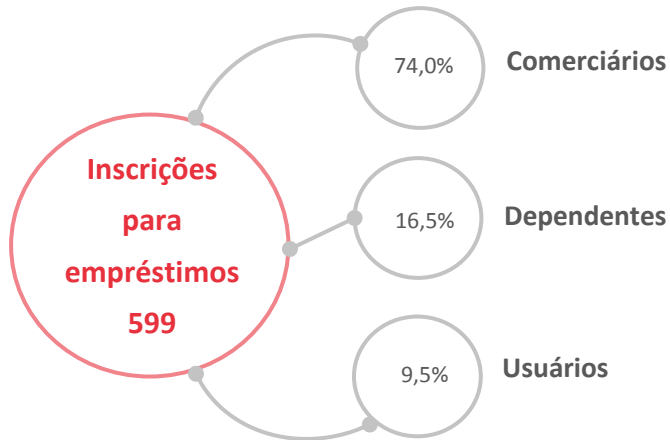 Inscrições
para
empréstimos
599
74,0%
Comerciários
16,5%
Dependentes
9,5%
Usuários